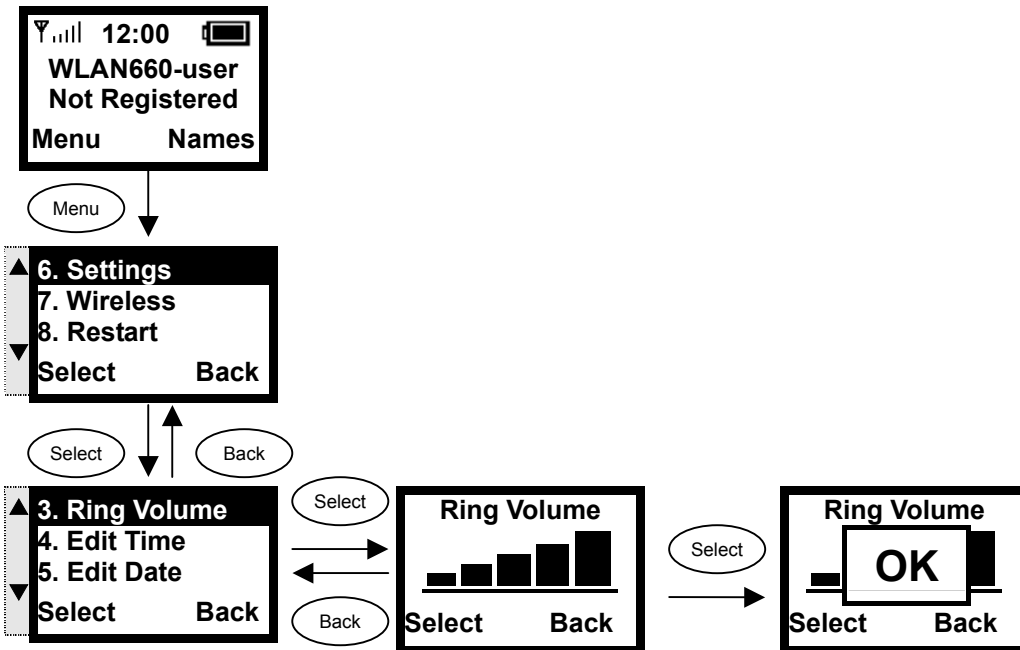 12:00
WLAN660-user
Not Registered
Menu Names
Menu
6. Settings
7. Wireless
8. Restart
Select Back
Select Back
3. Ring Volume
4. Edit Time
5. Edit Date
Select Back
Select
Back
Ring Volume
Select Back
Select
Ring Volume
OK
Select Back